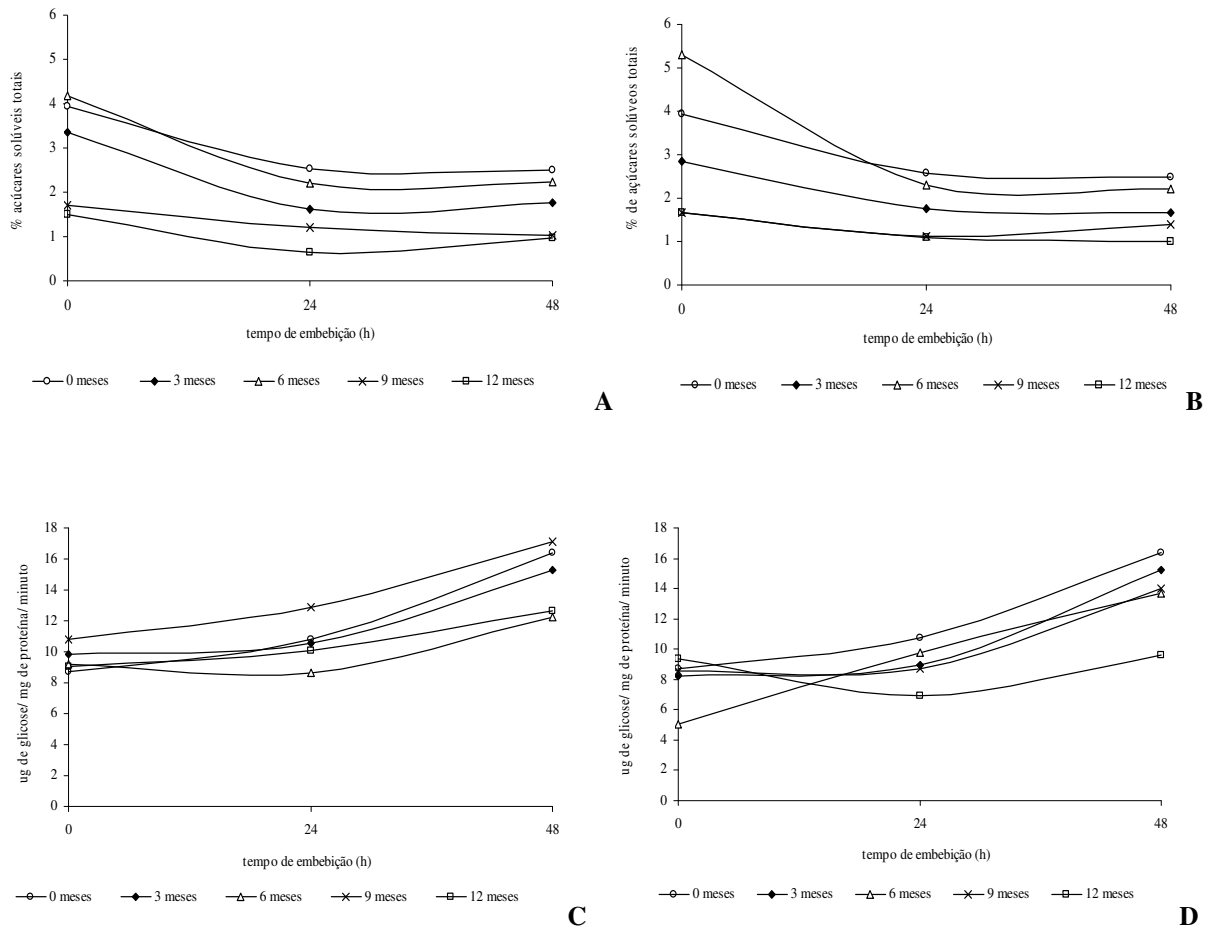 6
5
4
3
2
1
0
% acúcares solúveis totais
0
24
48
tempo de embebição (h)
0 meses
3 meses
6 meses
9 meses
12 meses
A
6
5
4
3
2
1
0
% de açúcares solúveos totais
0
24
48
tempo de embebição (h)
0 meses
3 meses
6 meses
9 meses
12 meses
B
18
16
14
12
10
8
6
4
2
0
ug de glicose/ mg de proteína/ minuto
0
24
48
tempo de embebição (h)
0 meses
3 meses
6 meses
9 meses
12 meses
C
18
16
14
12
10
8
6
4
2
0
ug de glicose/ mg de proteína/ minuto
0
24
48
tempo de embebição (h)
0 meses
3 meses
6 meses
9 meses
12 meses
D